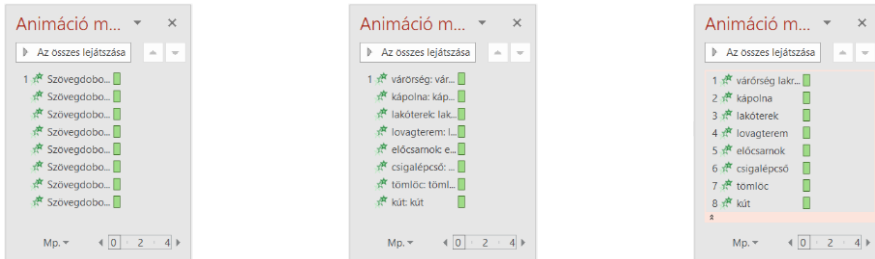 Animáció m...
Az összes lejátszása
1 Szövegdobo...
Szövegdobo...
Szövegdobo...
Szövegdobo...
Szövegdobo...
Szövegdobo...
Szövegdobo...
Szövegdobo...
Mp.
0 2 4
Animáció m...
Az összes lejátszása
1 várörség: vár...
kápolna: káp...
lakóterek: lak...
lovagterem: l...
előcsarnok: e...
csigalépcső: ...
tömlöc: töml...
kút: kút
Mp.
0 2 4
Animáció m...
Az összes lejátszása
1 várőrség lakr...
2 kápolna
3 lakóterek
4 lovagterem
5 előcsarnok
6 csigalépcső
7 tömlöc
8 kút
Mp.
0 2 4